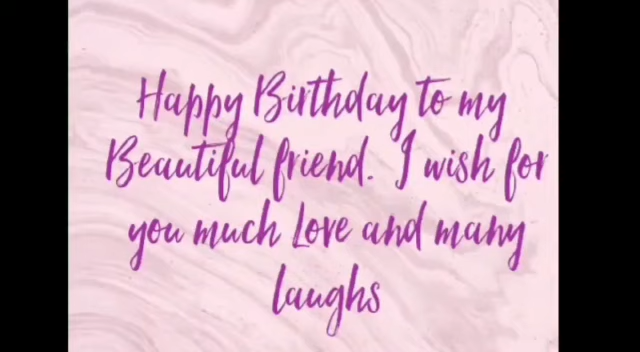 Happy Birthday to my
Beautiful friend. I wish for
you much Love and many
laughs